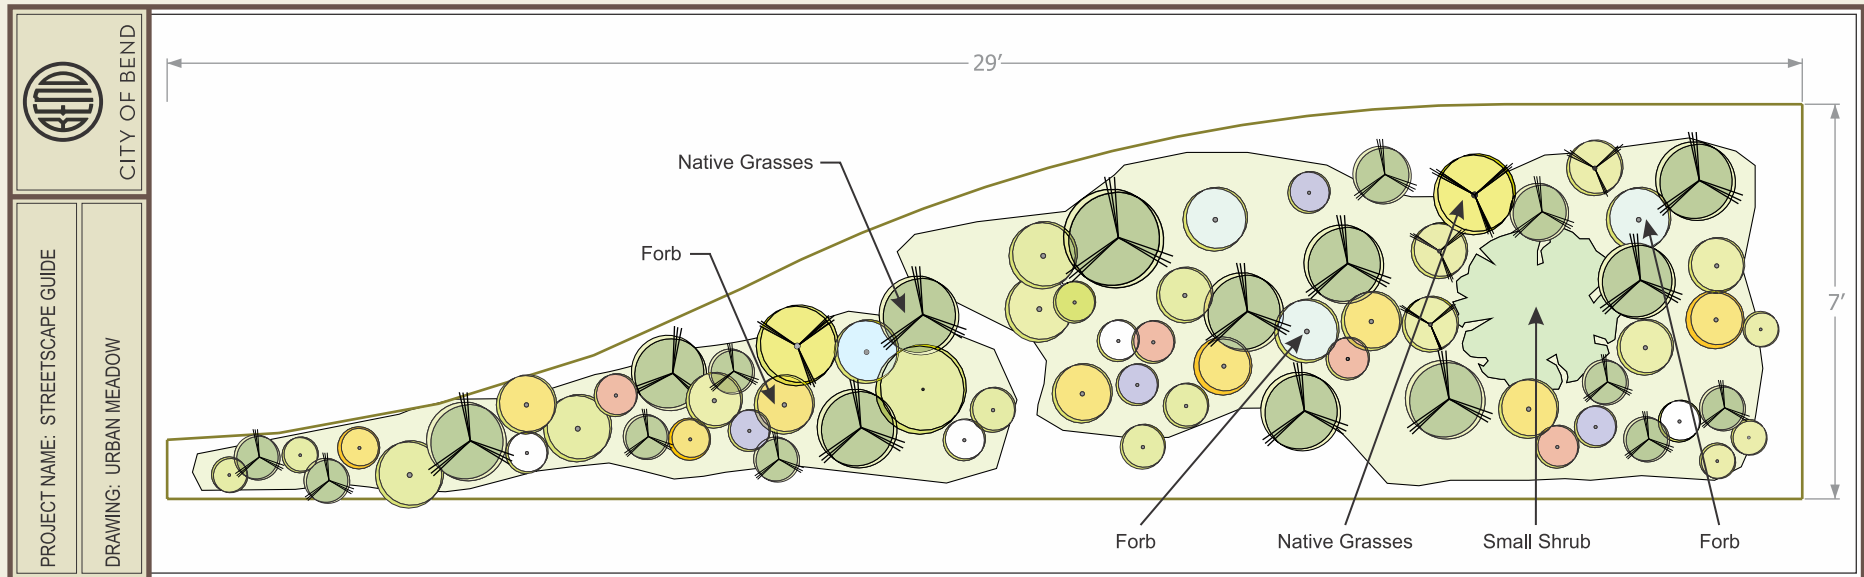 BEND
CITY OF BEND
PROJECT NAME: STREETSCAPE GUIDE
DRAWING: URBAN MEADOW
29’
Native Grasses
Forb
7’
Forb
Native Grasses
Small Shrub
Forb